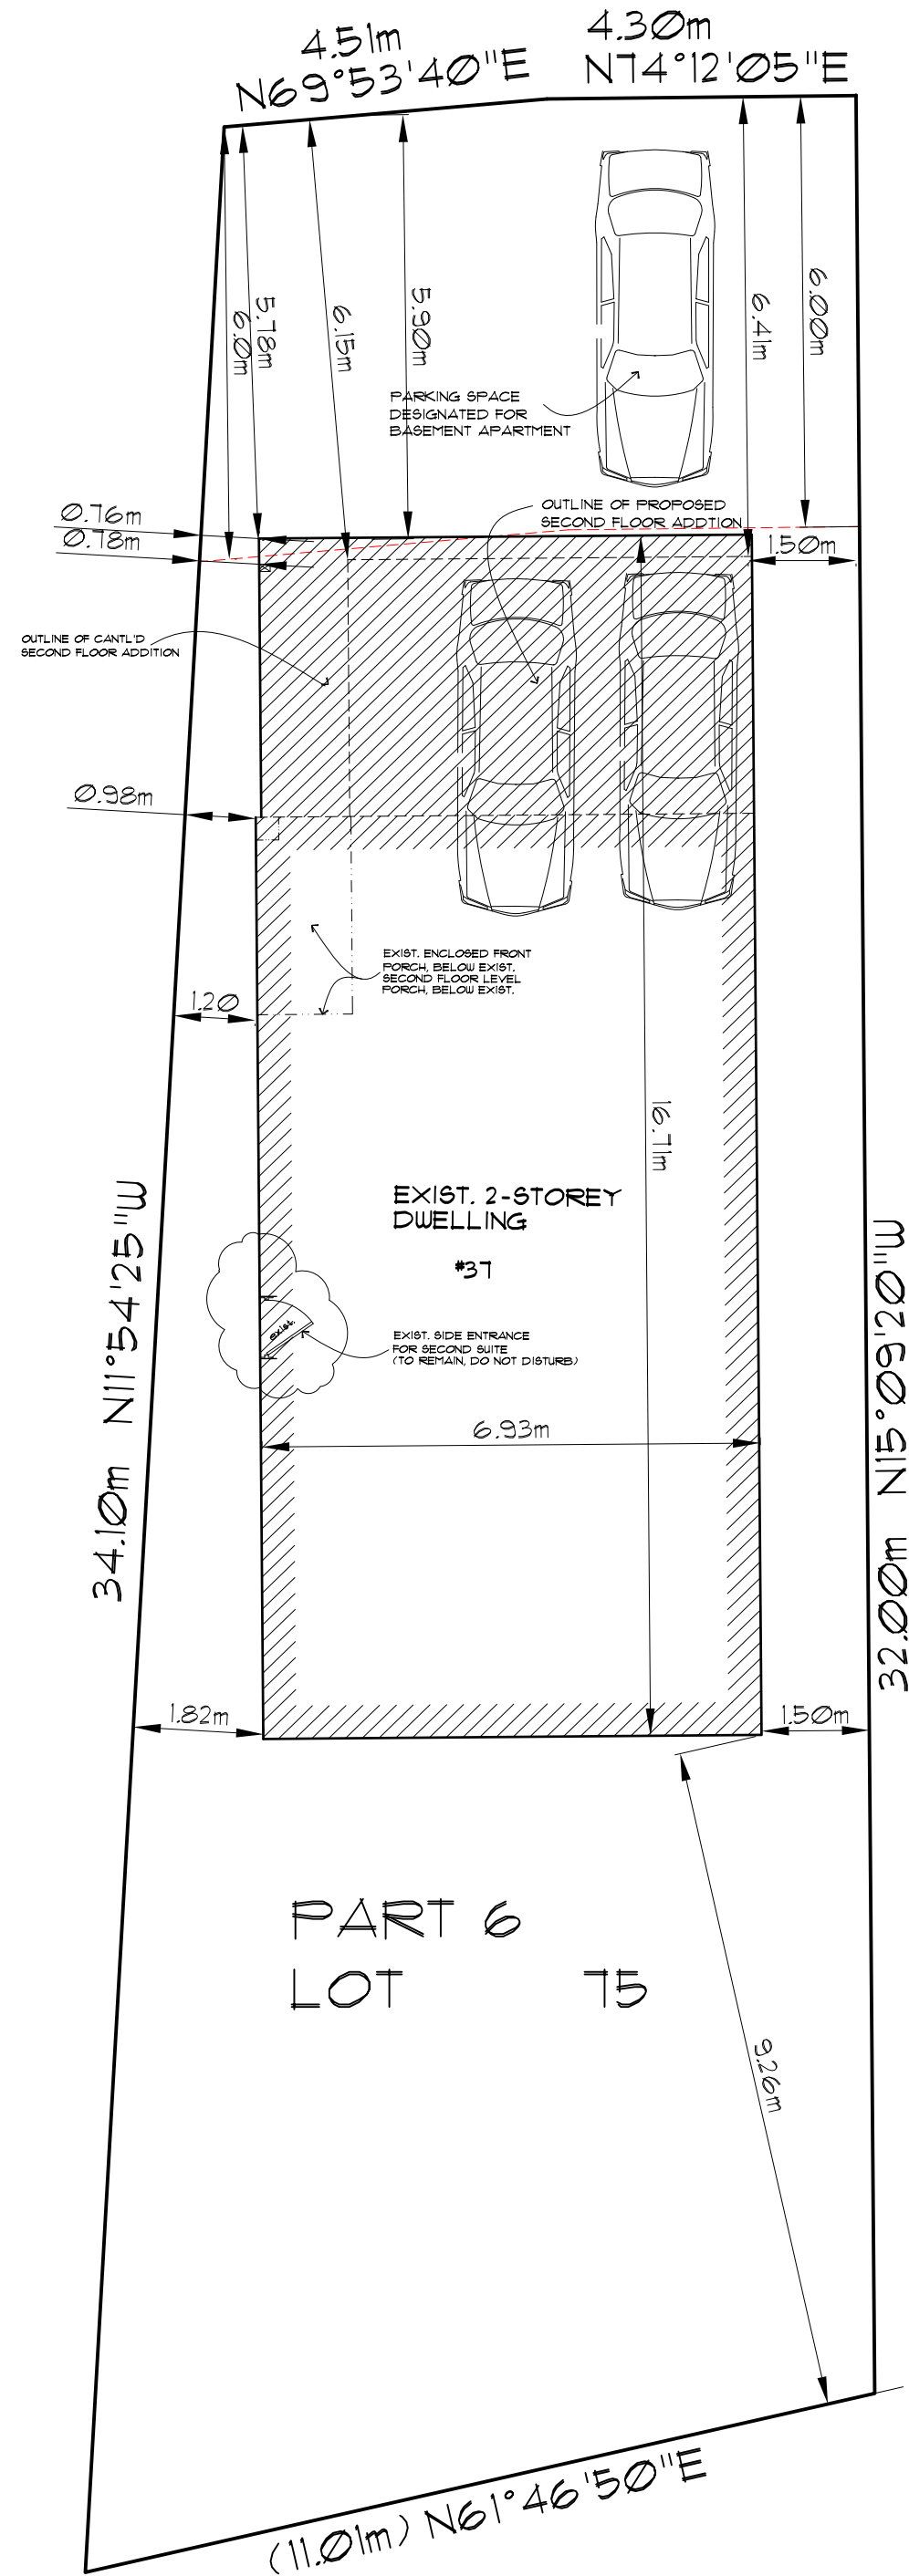 4.51m
N69°53'40"E
4.30m
N74°12'05"E
6.0m
5.78m
6.15m
5.90m
6.41m
6.00m
PARKING SPACE
DESIGNATED FOR
BASEMENT APARTMENT
0.76m
0.78m
OUTLINE OF PROPOSED
SECOND FLOOR ADDTION
1.50m
OUTLINE OF CANTL'D
SECOND FLOOR ADDITION
0.98m
EXIST. ENCLOSED FRONT
PORCH, BELOW EXIST.
SECOND FLOOR LEVEL
PORCH, BELOW EXIST.
1.20
16.71m
EXIST. 2-STOREY
DWELLING
#37
exist.
EXIST. SIDE ENTRANCE
FOR SECOND SUITE
(TO REMAIN, DO NOT DISTURB)
34.10m N11°54'25"W
32.00m N15°09'20"W
6.93m
1.82m
1.50m
PART 6
LOT 75
9.26m
(11.01m) N61°46'50"E